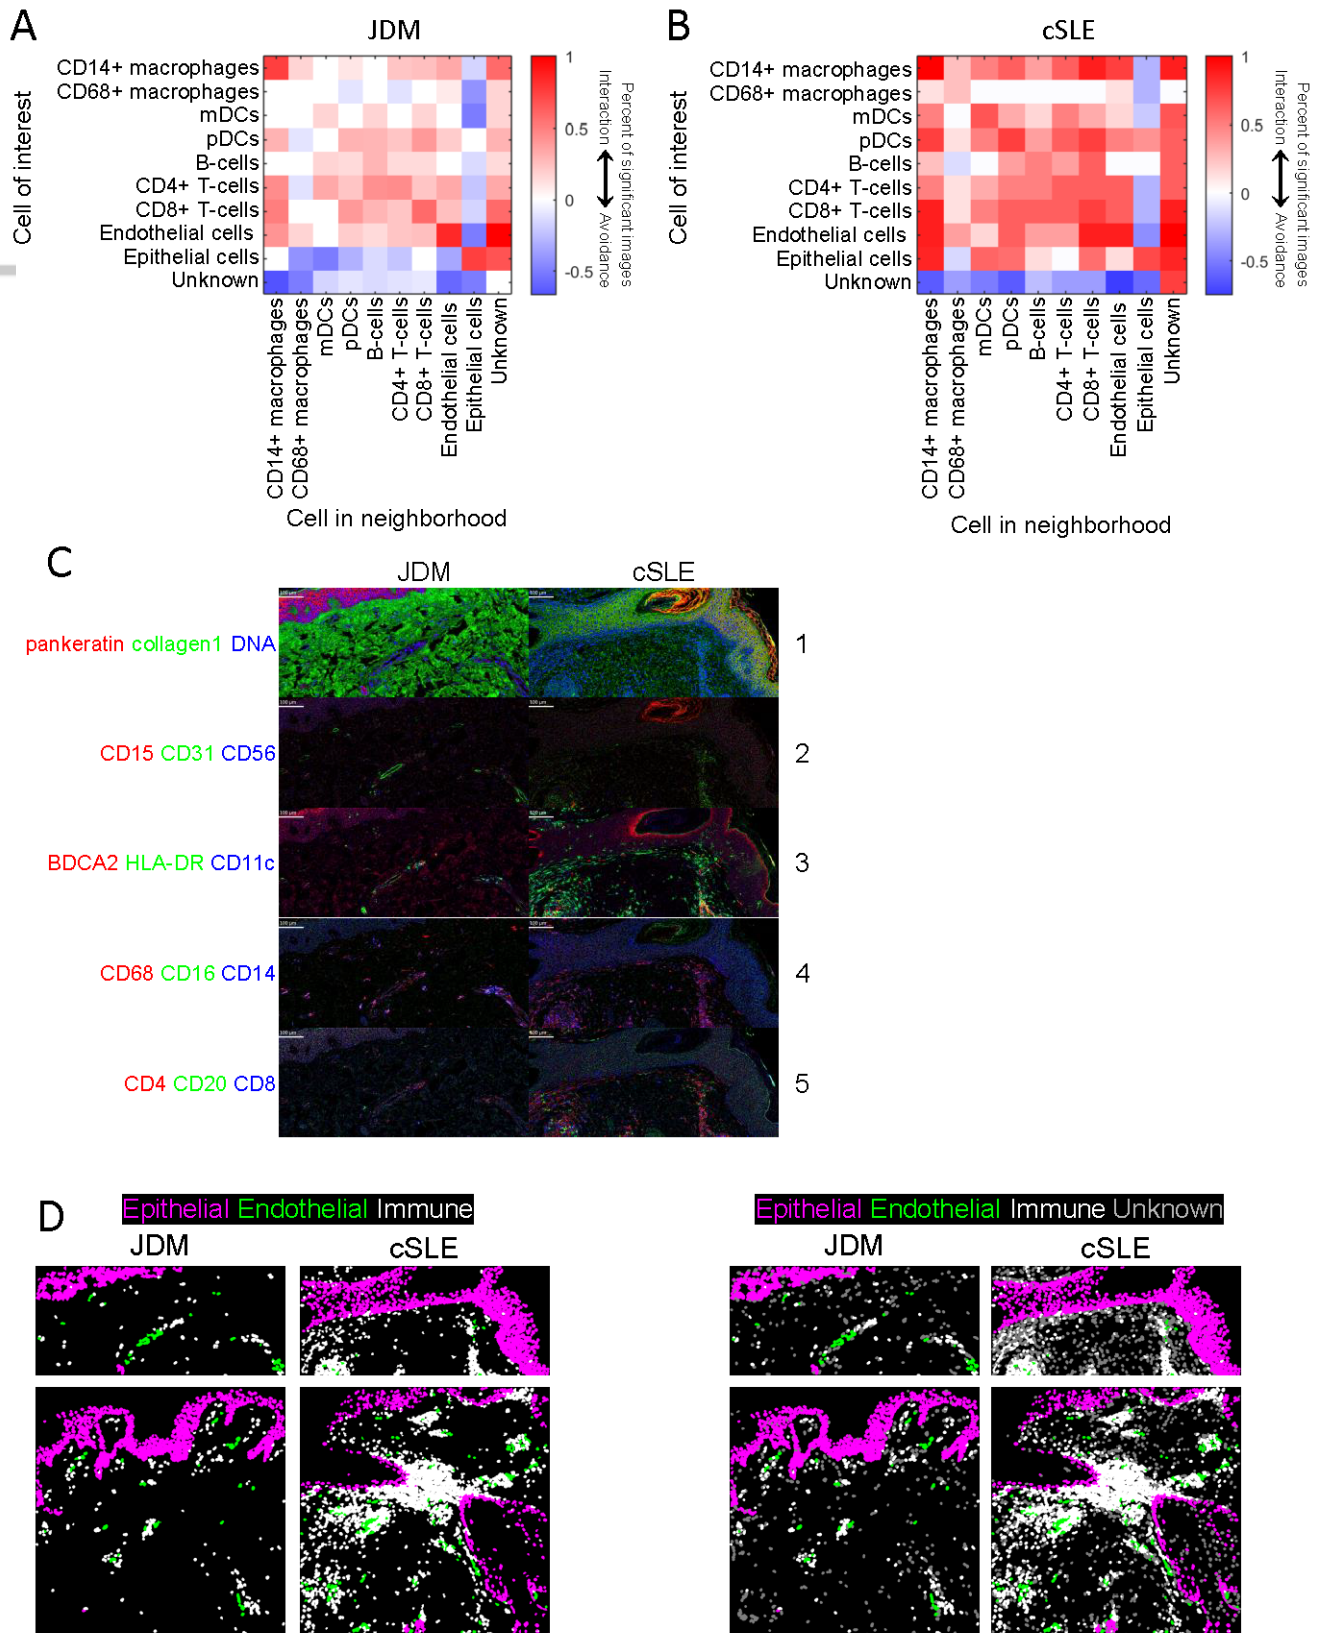 A
JDM
CD14+ macrophages
CD68+ macrophages
mDCs
pDCs
B-cells
CD4+ T-cells
CD8+ T-cells
Endothelial cells
Epithelial cells
Unknown
Cell of interest
CD14+ macrophages
CD68+ macrophages
mDCs
pDCs
B-cells
CD4+ T-cells
CD8+ T-cells
Endothelial cells
Epithelial cells
Unknown
Cell in neighborhood
1
0.5
0
-0.5
Interaction
Avoidance
Percent of significant images
B
cSLE
CD14+ macrophages
CD68+ macrophages
mDCs
pDCs
B-cells
CD4+ T-cells
CD8+ T-cells
Endothelial cells
Epithelial cells
Unknown
Cell of interest
CD14+ macrophages
CD68+ macrophages
mDCs
pDCs
B-cells
CD4+ T-cells
CD8+ T-cells
Endothelial cells
Epithelial cells
Unknown
Cell in neighborhood
1
0.5
0
-0.5
Interaction
Avoidance
Percent of significant images
C
JDM cSLE
pankeratin collagen1 DNA 1
CD15 CD31 CD56 2
BDCA2 HLA-DR CD11c 3
CD68 CD16 CD14 4
CD4 CD20 CD8 5
D
Epithelial Endothelial Immune
JDM cSLE
Epithelial Endothelial Immune Unknown
JDM cSLE